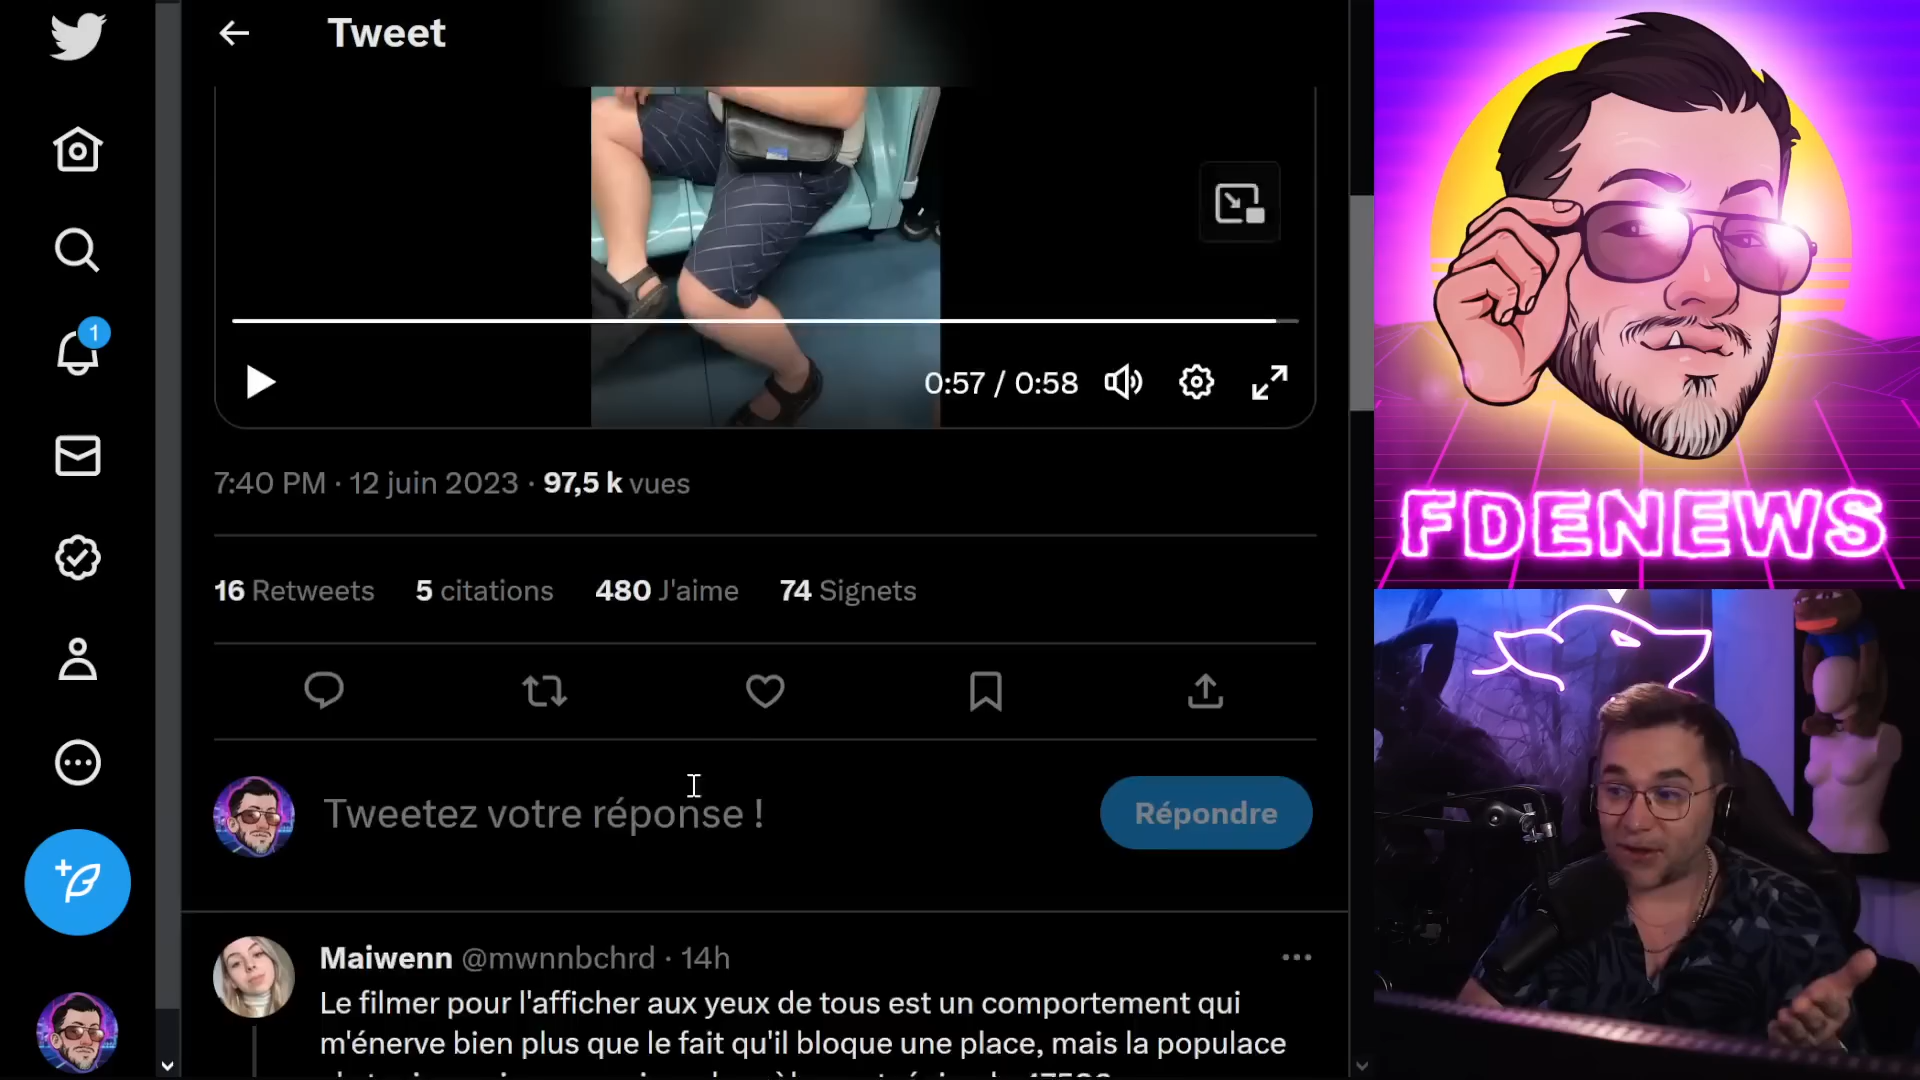 Tweet
1
0:57 / 0:58
7:40 PM · 12 juin 2023 · 97,5 k vues
16 Retweets 5 citations 480 J'aime 74 Signets
Tweetez votre réponse !
Répondre
Maiwenn @mwnnbchrd · 14h
Le filmer pour l'afficher aux yeux de tous est un comportement qui
m'énerve bien plus que le fait qu'il bloque une place, mais la populace
FDENEWS